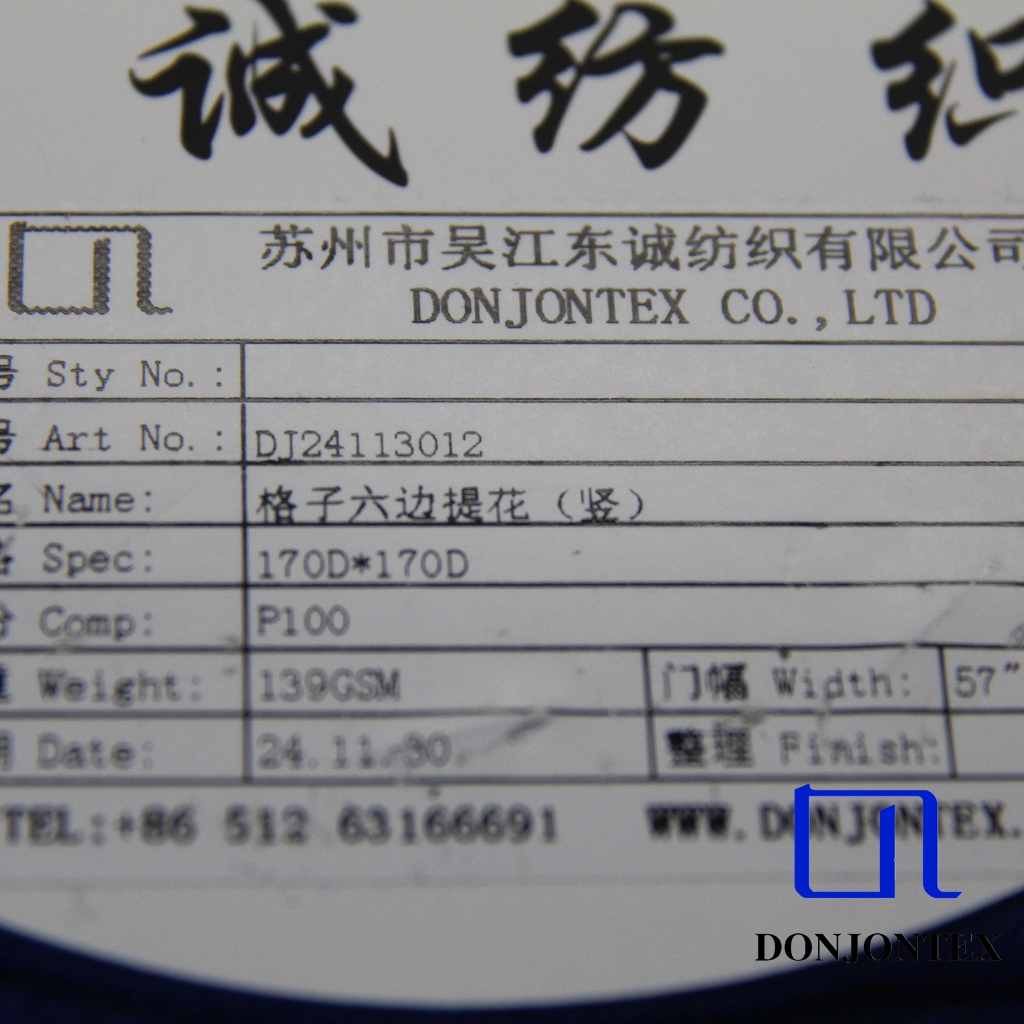 诚纺织
苏州市吴江东诚纺织有限公司
DONJONTEX CO.,LTD
号 Sty No.:
号 Art No.: DJ24113012
名 Name: 格子六边提花（竖）
Spec: 170D*170D
Comp: P100
Weight: 139GSM 门幅 Width: 57"
Date: 24.11.30 整理 Finish:
TEL:+86 512 63166691 WWW.DONJONTEX.
DONJONTEX